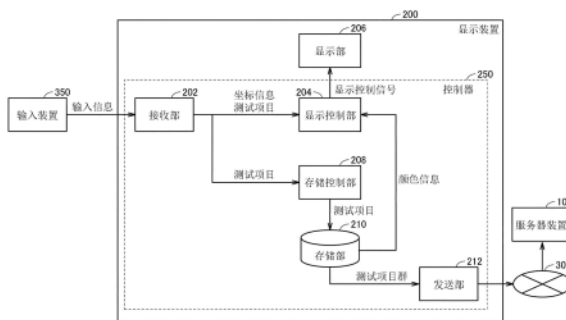 200
显示装置
206
显示部
250
控制器
显示控制信号
350
输入装置
输入信息
202
接收部
坐标信息
测试项目
204
显示控制部
测试项目
208
存储控制部
颜色信息
测试项目
210
存储部
测试项目群
212
发送部
10
服务器装置
30